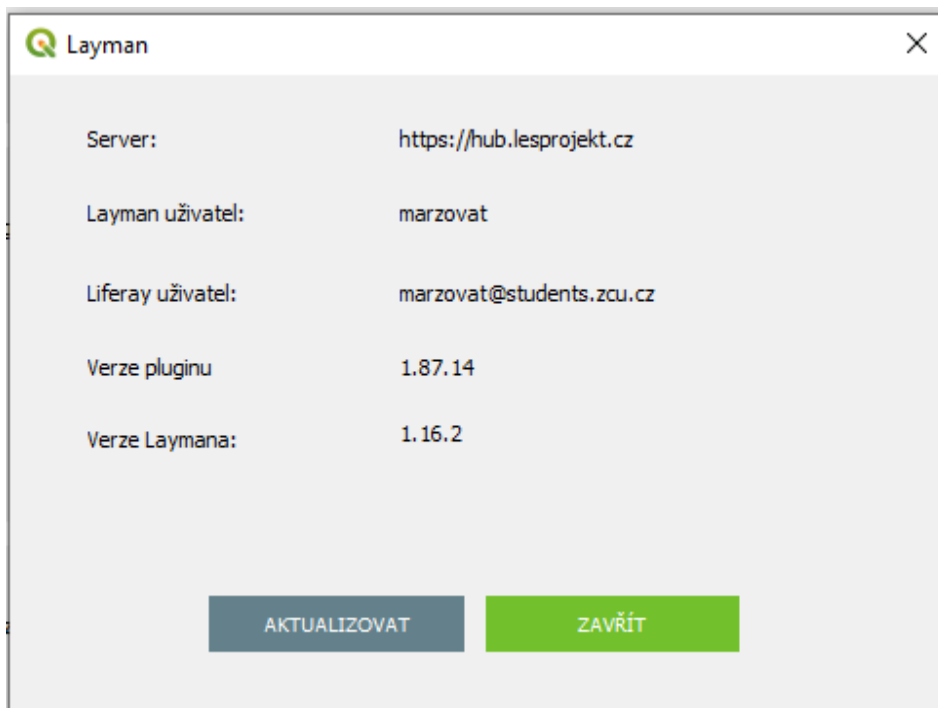 Layman
Server: https://hub.lesprojekt.cz
Layman uživatel: marzovat
Liferay uživatel: marzovat@students.zcu.cz
Verze pluginu 1.87.14
Verze Laymana: 1.16.2
AKTUALIZOVAT ZAVŘÍT